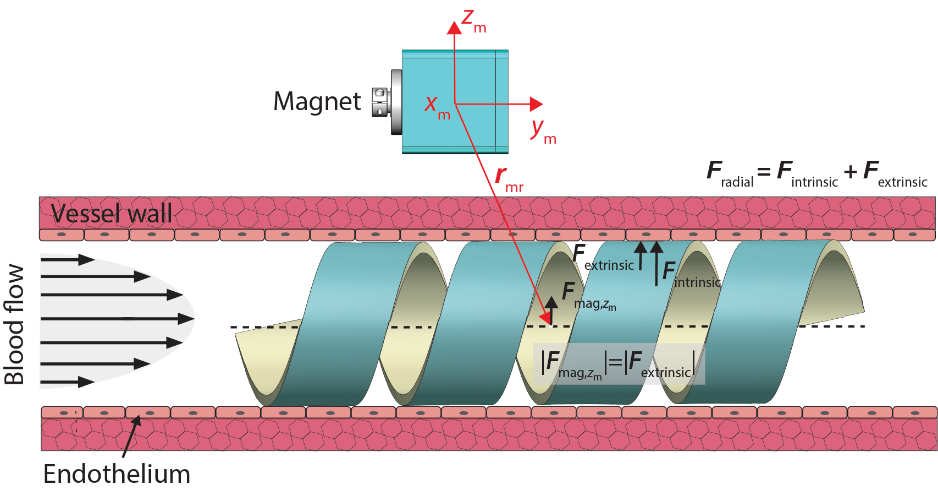 z_m
Magnet
x_m
y_m
r_mr
F_radial = F_intrinsic + F_extrinsic
Vessel wall
Blood flow
F_extrinsic
F_intrinsic
F_mag,z_m
|F_mag,z_m|=|F_extrinsic|
Endothelium